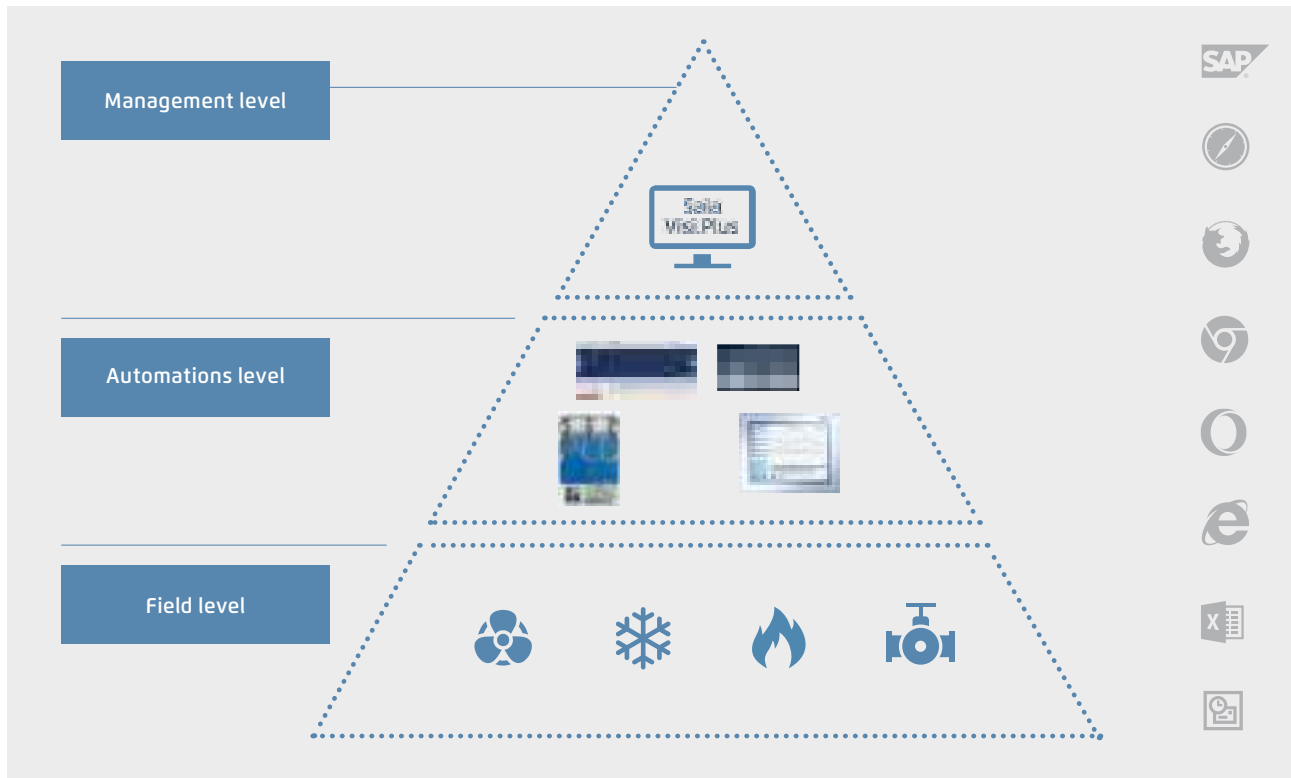 Management level
SAP
Saia
Visi.Plus
Automations level
Field level
X